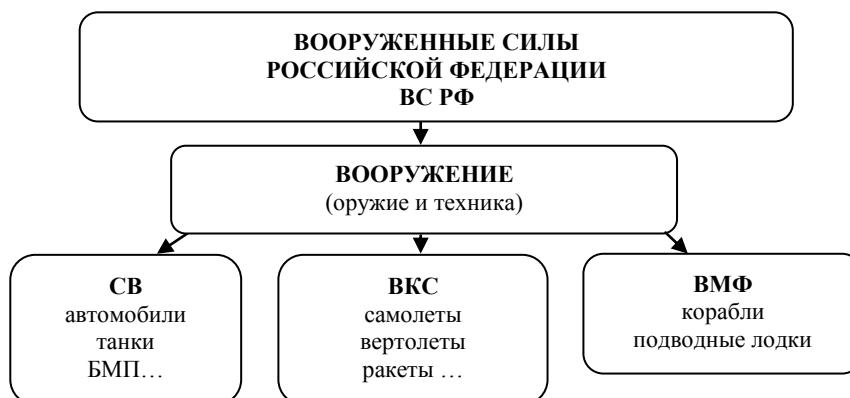 ВООРУЖЕННЫЕ СИЛЫ
РОССИЙСКОЙ ФЕДЕРАЦИИ
ВС РФ
ВООРУЖЕНИЕ
(оружие и техника)
СВ
автомобили
танки
БМП…
ВКС
самолеты
вертолеты
ракеты …
ВМФ
корабли
подводные лодки